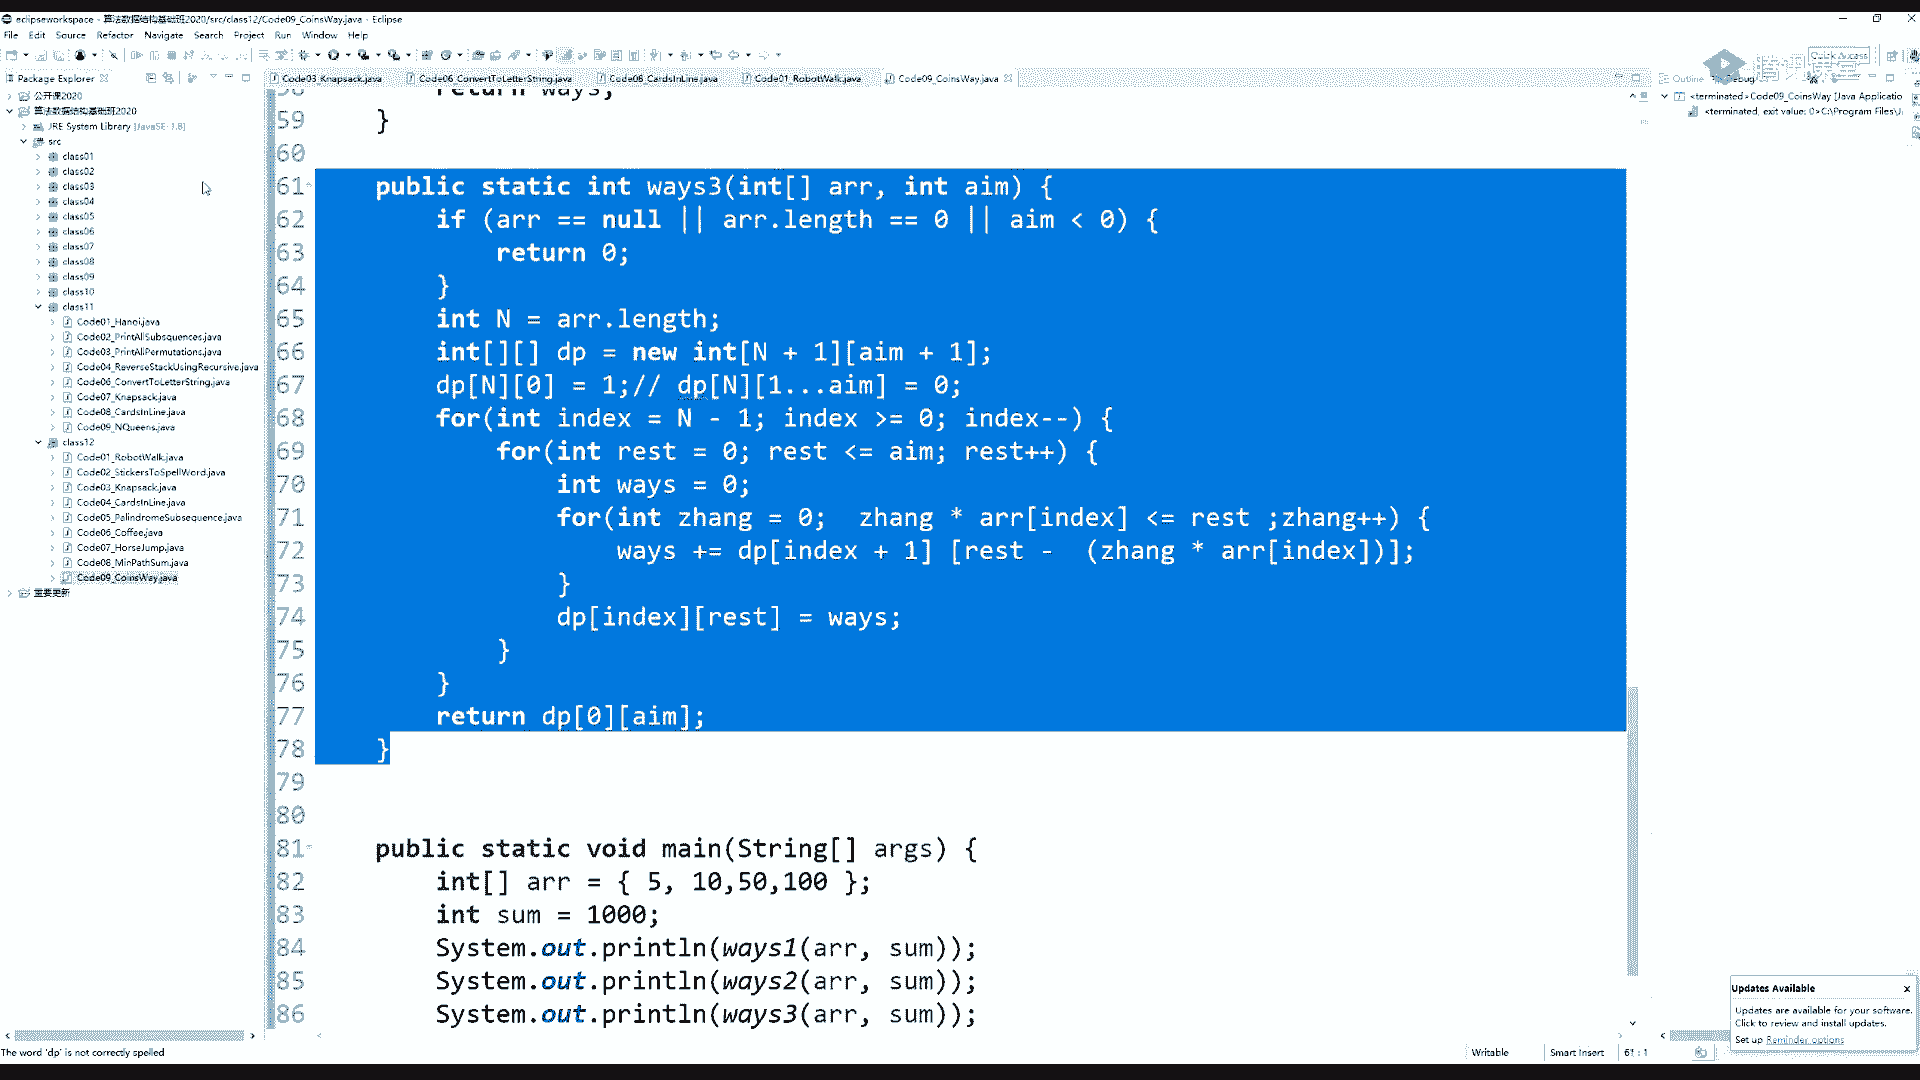 eclipseworkspace - 算法数据结构基础班2020/src/class12/Code09_CoinsWay.java - Eclipse
File Edit Source Refactor Navigate Search Project Run Window Help
Quick Access
腾讯课堂
Package Explorer
Code03_Knapsack.java
Code06_ConvertToLetterString.java
Code08_CardsInLine.java
Code01_RobotWalk.java
Code09_CoinsWay.java
Outline
Debug
公开课2020
算法数据结构基础班2020
JRE System Library [JavaSE-1.8]
src
class01
class02
class03
class04
class05
class06
class07
class08
class09
class10
class11
Code01_Hanoi.java
Code02_PrintAllSubsquences.java
Code03_PrintAllPermutations.java
Code04_ReverseStackUsingRecursive.java
Code06_ConvertToLetterString.java
Code07_Knapsack.java
Code08_CardsInLine.java
Code09_NQueens.java
class12
Code01_RobotWalk.java
Code02_StickersToSpellWord.java
Code03_Knapsack.java
Code04_CardsInLine.java
Code05_PalindromeSubsequence.java
Code06_Coffee.java
Code07_HorseJump.java
Code08_MinPathSum.java
Code09_CoinsWay.java
重要更新
return ways;
59 }
60
61 public static int ways3(int[] arr, int aim) {
62 if (arr == null || arr.length == 0 || aim < 0) {
63 return 0;
64 }
65 int N = arr.length;
66 int[][] dp = new int[N + 1][aim + 1];
67 dp[N][0] = 1;// dp[N][1...aim] = 0;
68 for(int index = N - 1; index >= 0; index--) {
69 for(int rest = 0; rest <= aim; rest++) {
70 int ways = 0;
71 for(int zhang = 0; zhang * arr[index] <= rest ;zhang++) {
72 ways += dp[index + 1] [rest - (zhang * arr[index])];
73 }
74 dp[index][rest] = ways;
75 }
76 }
77 return dp[0][aim];
78 }
79
80
81 public static void main(String[] args) {
82 int[] arr = { 5, 10,50,100 };
83 int sum = 1000;
84 System.out.println(ways1(arr, sum));
85 System.out.println(ways2(arr, sum));
86 System.out.println(ways3(arr, sum));
<terminated>Code09_CoinsWay [Java Applicatio
<terminated, exit value: 0>C:\Program Files\J
Updates Available x
Updates are available for your software.
Click to review and install updates.
Set up Reminder options
The word 'dp' is not correctly spelled
Writable
Smart Insert
61 : 1